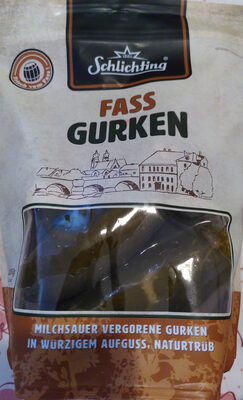 Schlichting
FASS
GURKEN
MILCHSAUER VERGORENE GURKEN
IN WÜRZIGEM AUFGUSS, NATURTRÜB